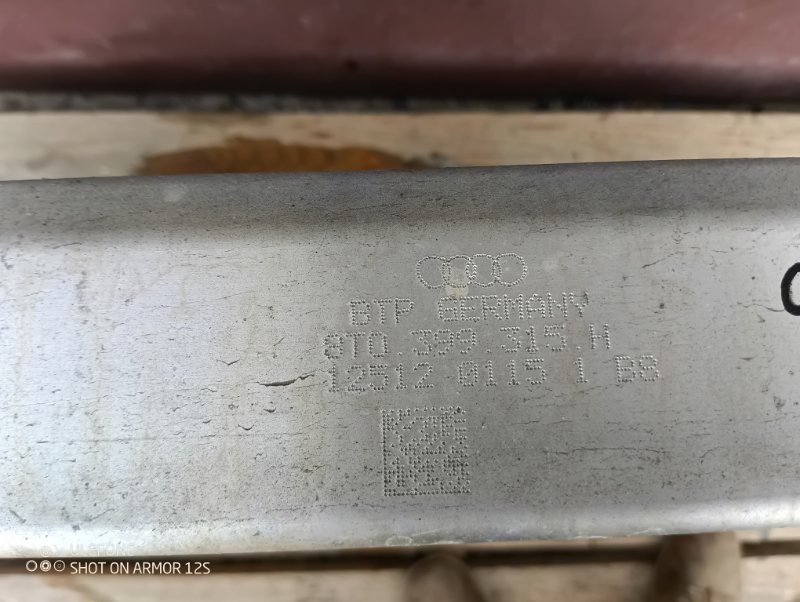 BTP GERMANY
8T0.399.315.H
12512 0115 1 B8
SHOT ON ARMOR 12S